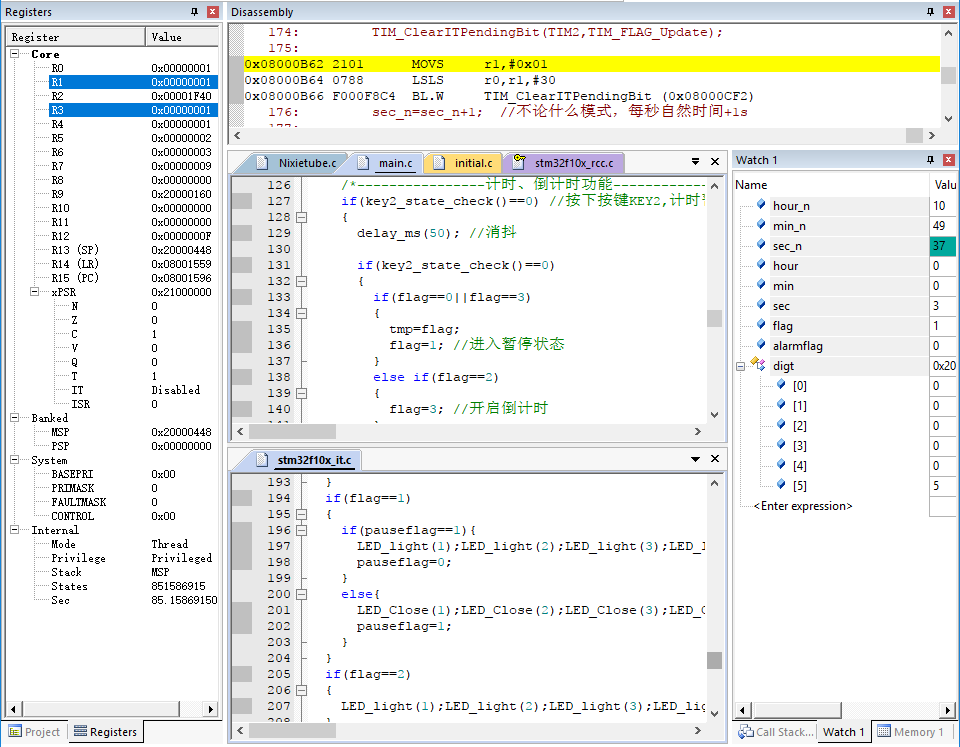 Registers
Register Value
Core
R0 0x00000001
R1 0x00000001
R2 0x00001F40
R3 0x00000001
R4 0x00000001
R5 0x00000002
R6 0x00000003
R7 0x00000009
R8 0x00000000
R9 0x20000160
R10 0x00000000
R11 0x00000000
R12 0x0000000F
R13 (SP) 0x20000448
R14 (LR) 0x08001559
R15 (PC) 0x08001596
xPSR 0x21000000
N 0
Z 0
C 1
V 0
Q 0
T 1
IT Disabled
ISR 0
Banked
MSP 0x20000448
PSP 0x00000000
System
BASEPRI 0x00
PRIMASK 0
FAULTMASK 0
CONTROL 0x00
Internal
Mode Thread
Privilege Privileged
Stack MSP
States 851586915
Sec 85.15869150
Project Registers
Disassembly
174: TIM_ClearITPendingBit(TIM2,TIM_FLAG_Update);
175:
0x08000B62 2101 MOVS r1,#0x01
0x08000B64 0788 LSLS r0,r1,#30
0x08000B66 F000F8C4 BL.W TIM_ClearITPendingBit (0x08000CF2)
176: sec_n=sec_n+1; //不论什么模式，每秒自然时间+1s
Nixietube.c main.c initial.c stm32f10x_rcc.c
126 /*----------------计时、倒计时功能------------
127 if(key2_state_check()==0) //按下按键KEY2,计时
128 {
129 delay_ms(50); //消抖
130
131 if(key2_state_check()==0)
132 {
133 if(flag==0||flag==3)
134 {
135 tmp=flag;
136 flag=1; //进入暂停状态
137 }
138 else if(flag==2)
139 {
140 flag=3; //开启倒计时
stm32f10x_it.c
193 }
194 if(flag==1)
195 {
196 if(pauseflag==1){
197 LED_light(1);LED_light(2);LED_light(3);LED_l
198 pauseflag=0;
199 }
200 else{
201 LED_Close(1);LED_Close(2);LED_Close(3);LED_C
202 pauseflag=1;
203 }
204 }
205 if(flag==2)
206 {
207 LED_light(1);LED_light(2);LED_light(3);LED_lig
208 }
Watch 1
Name Valu
hour_n 10
min_n 49
sec_n 37
hour 0
min 0
sec 3
flag 1
alarmflag 0
digt 0x20
[0] 0
[1] 0
[2] 0
[3] 0
[4] 0
[5] 5
<Enter expression>
Call Stack... Watch 1 Memory 1